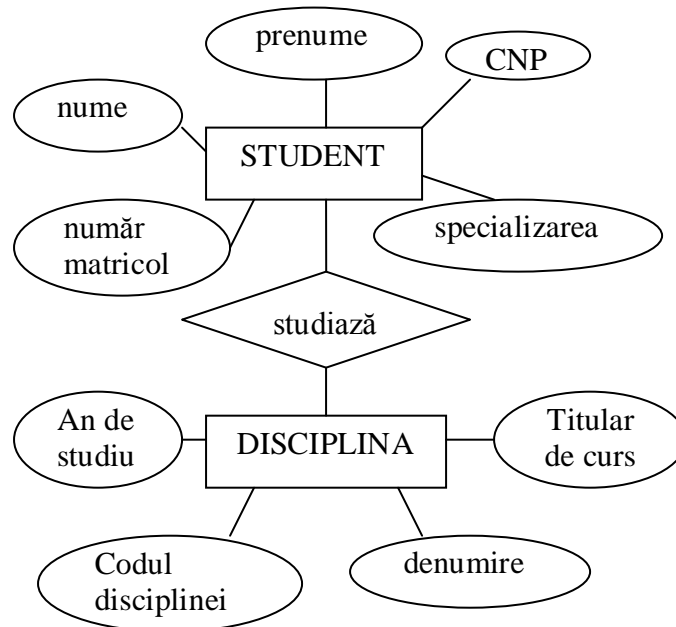 prenume
CNP
nume
STUDENT
număr
matricol
specializarea
studiază
An de
studiu
DISCIPLINA
Titular
de curs
Codul
disciplinei
denumire